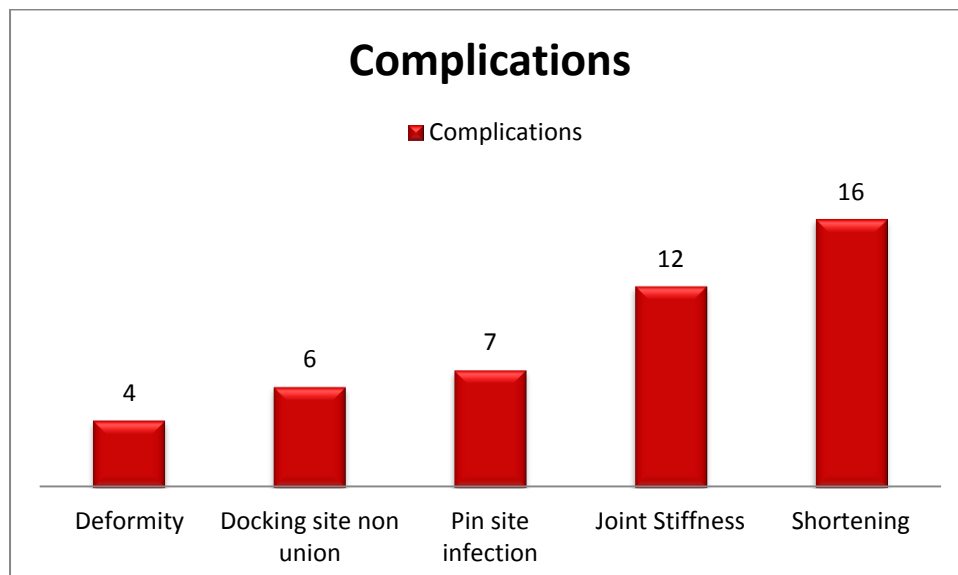 Complications
Complications
16
12
7
6
4
Deformity
Docking site non
union
Pin site
infection
Joint Stiffness
Shortening